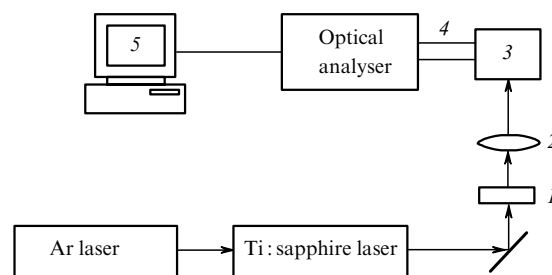 5
Optical
analyser
4
3
2
1
Ar laser
Ti : sapphire laser